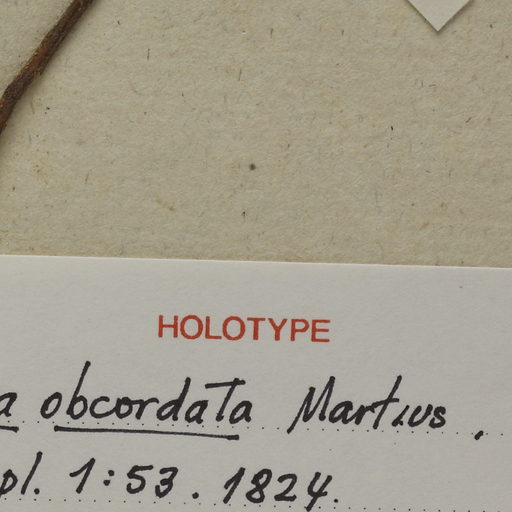 HOLOTYPE
a obcordata Martius,
pl. 1:53. 1824.